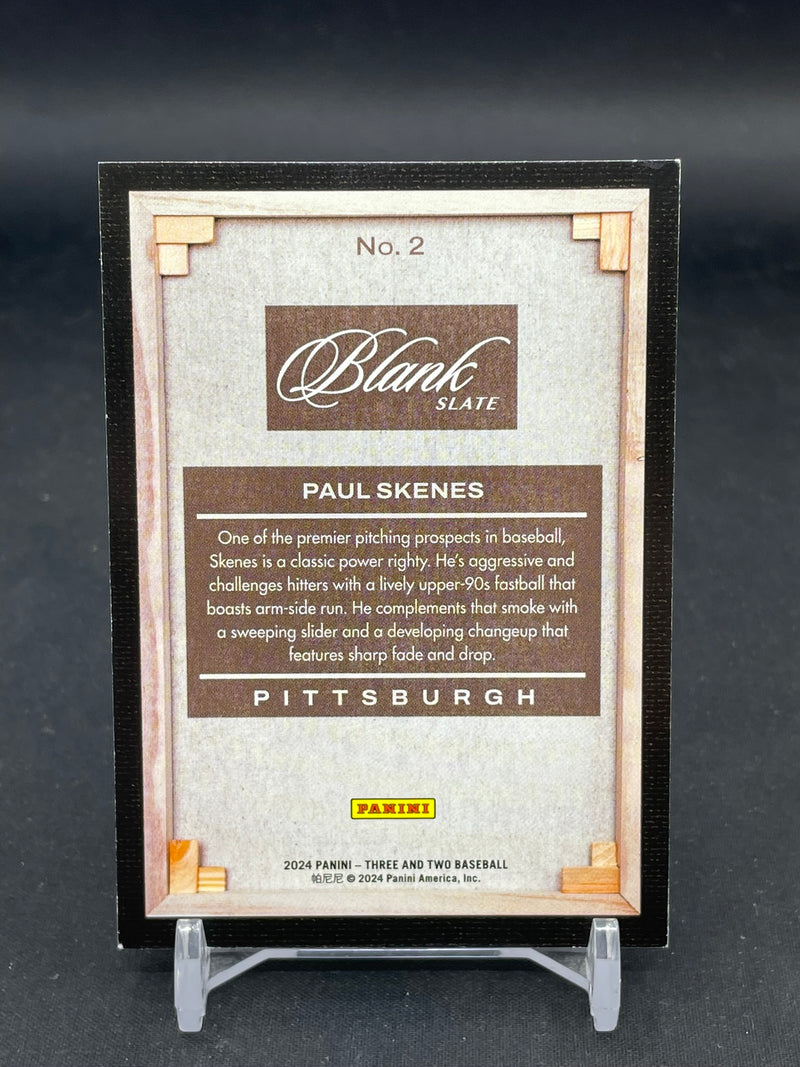 No. 2
Blank
SLATE
PAUL SKENES
One of the premier pitching prospects in baseball,
Skenes is a classic power righty. He's aggressive and
challenges hitters with a lively upper-90s fastball that
boasts arm-side run. He complements that smoke with
a sweeping slider and a developing changeup that
features sharp fade and drop.
PITTSBURGH
PANINI
2024 PANINI – THREE AND TWO BASEBALL
帕尼尼 © 2024 Panini America, Inc.